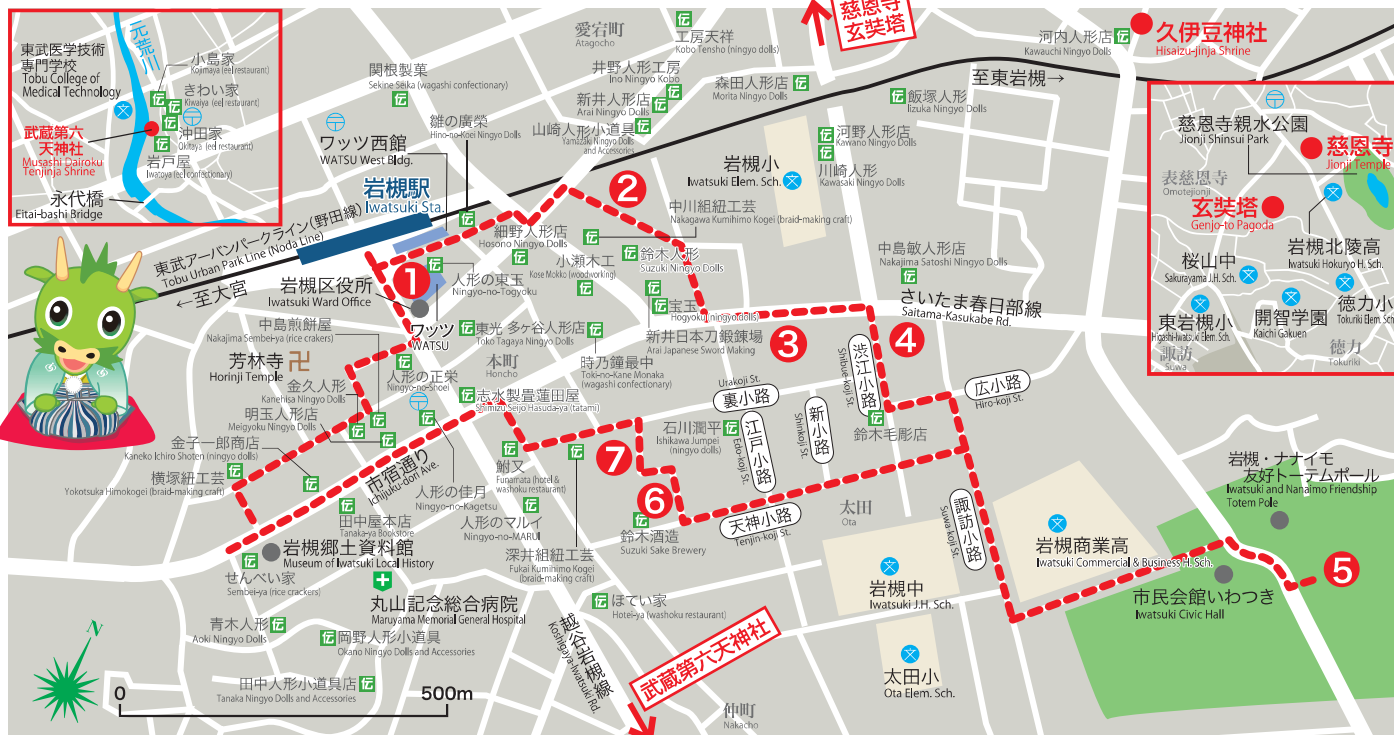 東武医学技術
専門学校
Tobu College of
Medical Technology
元荒川
小島家
Kojimaya (eel restaurant)
きわい家
Kiwaiya (eel restaurant)
沖田家
Okitaya (eel restaurant)
武蔵第六
天神社
Musashi Dairoku
Tenjinja Shrine
岩戸屋
Iwatoya (eel confectionary)
永代橋
Eitai-bashi Bridge
関根製菓
Sekine Seika (wagashi confectionary)
ワッツ西館
WATSU West Bldg.
雛の廣榮
Hino-no-Koei Ningyo Dolls
愛宕町
Atagocho
工房天祥
Kobo Tensho (ningyo dolls)
井野人形工房
Ino Ningyo Kobo
新井人形店
Arai Ningyo Dolls
山崎人形小道具
Yamazaki Ningyo Dolls
and Accessories
慈恩寺
玄奘塔
森田人形店
Morita Ningyo Dolls
飯塚人形
Iizuka Ningyo Dolls
河野人形店
Kawano Ningyo Dolls
川崎人形
Kawasaki Ningyo Dolls
河内人形店
Kawauchi Ningyo Dolls
久伊豆神社
Hisaizu-jinja Shrine
至東岩槻→
慈恩寺親水公園
Jionji Shinsui Park
慈恩寺
Jionji Temple
表慈恩寺
Omotejionji
玄奘塔
Genjo-to Pagoda
岩槻北陵高
Iwatsuki Hokuryo H. Sch.
桜山中
Sakurayama J.H. Sch.
東岩槻小
Higashi-Iwatsuki Elem. Sch.
開智学園
Kaichi Gakuen
徳力小
Tokuriki Elem. Sch
諏訪
Suwa
徳力
Tokuriki
岩槻駅
Iwatsuki Sta.
東武アーバンパークライン(野田線)
Tobu Urban Park Line (Noda Line)
←至大宮
岩槻小
Iwatsuki Elem. Sch.
中川組紐工芸
Nakagawa Kumihimo Kogei (braid-making craft)
細野人形店
Hosono Ningyo Dolls
小瀬木工
Kose Mokko (woodworking)
鈴木人形
Suzuki Ningyo Dolls
中島敏人形店
Nakajima Satoshi Ningyo Dolls
さいたま春日部線
Saitama-Kasukabe Rd.
岩槻区役所
Iwatsuki Ward Office
人形の東玉
Ningyo-no-Togyoku
宝玉
Hogyoku (ningyo dolls)
新井日本刀鍛錬場
Arai Japanese Sword Making
ワッツ
WATSU
東光 多ヶ谷人形店
Toko Tagaya Ningyo Dolls
時乃鐘最中
Toki-no-Kane Monaka
(wagashi confectionary)
本町
Honcho
中島煎餅屋
Nakajima Sembei-ya (rice crakers)
芳林寺
Horinji Temple
人形の正栄
Ningyo-no-Shoei
金久人形
Kanehisa Ningyo Dolls
明玉人形店
Meigyoku Ningyo Dolls
金子一郎商店
Kaneko Ichiro Shoten (ningyo dolls)
横塚紐工芸
Yokotsuka Himokogei (braid-making craft)
志水製畳蓮田屋
Shimizu Seijo Hasuda-ya (tatami)
市宿通り
Ichijuku-dori Ave.
鮒又
Funamata (hotel &
washoku restaurant)
人形の佳月
Ningyo-no-Kagetsu
人形のマルイ
Ningyo-no-MARUI
深井組紐工芸
Fukai Kumihimo Kogei
(braid-making craft)
田中屋本店
Tanaka-ya Bookstore
岩槻郷土資料館
Museum of Iwatsuki Local History
せんべい家
Sembei-ya (rice crackers)
丸山記念総合病院
Maruyama Memorial General Hospital
青木人形
Aoki Ningyo Dolls
岡野人形小道具
Okano Ningyo Dolls and Accessories
田中人形小道具店
Tanaka Ningyo Dolls and Accessories
裏小路
Urakoji St.
江戸小路
Edo-koji St.
新小路
Shinkoji St.
渋江小路
Shibue-koji St.
広小路
Hiro-koji St.
石川潤平
Ishikawa Jumpei
(ningyo dolls)
鈴木毛彫店
鈴木酒造
Suzuki Sake Brewery
天神小路
Tenjin-koji St.
太田
Ota
諏訪小路
Suwa-koji St.
岩槻商業高
Iwatsuki Commercial & Business H. Sch.
岩槻・ナナイモ
友好トーテムポール
Iwatsuki and Nanaimo Friendship
Totem Pole
市民会館いわつき
Iwatsuki Civic Hall
岩槻中
Iwatsuki J.H. Sch.
太田小
Ota Elem. Sch.
ほてい家
Hotei-ya (washoku restaurant)
越谷岩槻線
Koshigaya-Iwatsuki Rd.
武蔵第六天神社
仲町
Nakacho
1
2
3
4
5
6
7
N
0
500m